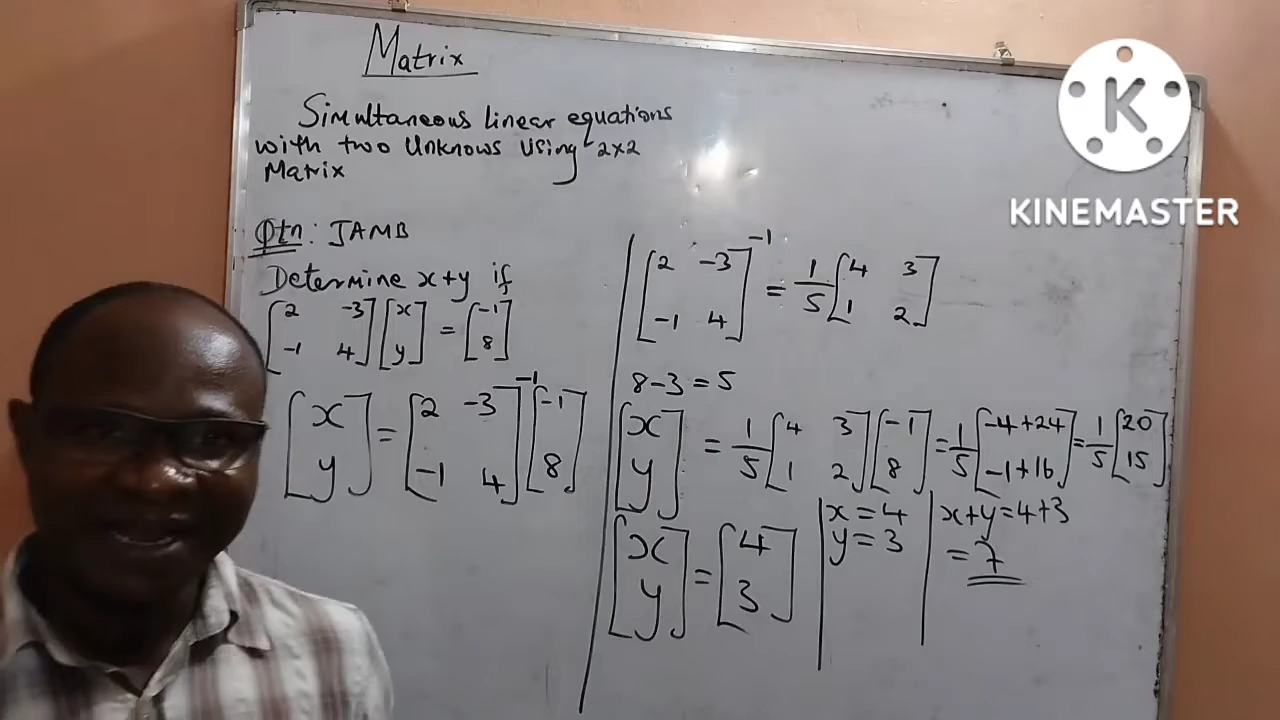 Matrix
Simultaneous linear equations
with two Unknows Using 2x2
Matrix
Qtn: JAMB
Determine x+y if
[2 -3; -1 4] [x; y] = [-1; 8]
[x; y] = [2 -3; -1 4]⁻¹ [-1; 8]
[2 -3; -1 4]⁻¹ = 1/5 [4 3; 1 2]
8-3=5
[x; y] = 1/5 [4 3; 1 2] [-1; 8] = 1/5 [-4+24; -1+16] = 1/5 [20; 15]
[x; y] = [4; 3]
x=4
y=3
x+y=4+3
=7
K
KINEMASTER